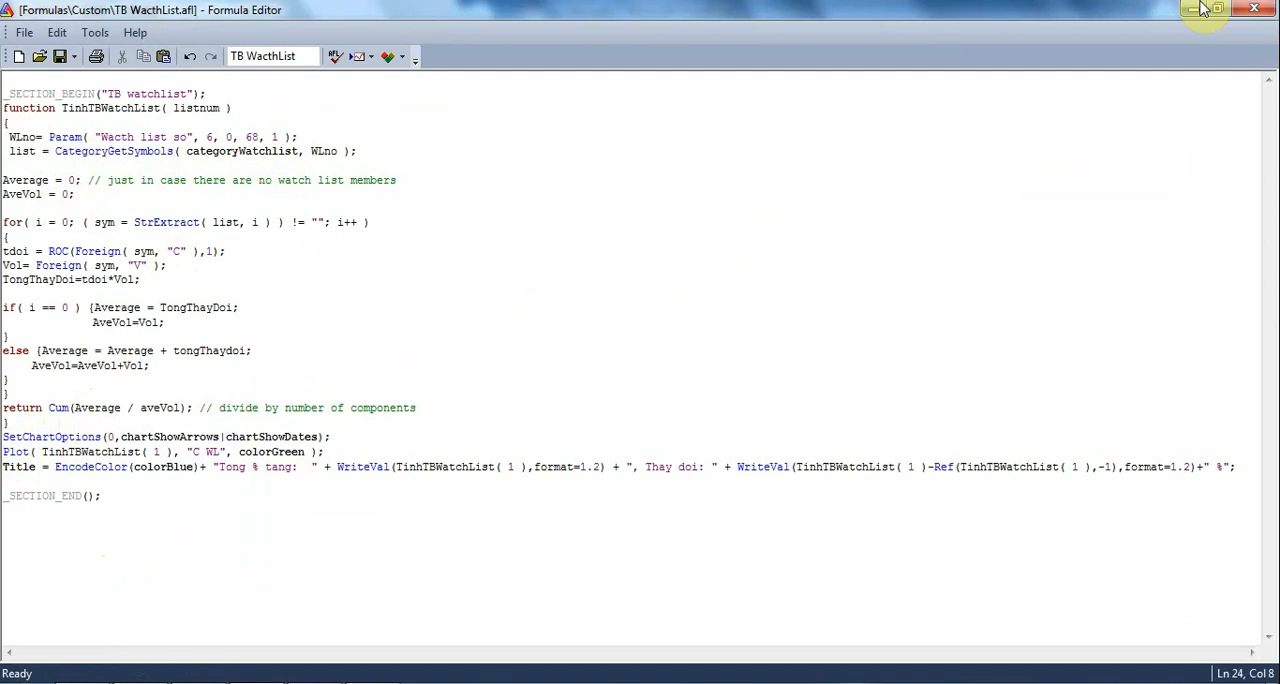 [Formulas\Custom\TB WacthList.afl] - Formula Editor
File Edit Tools Help
TB WacthList
_SECTION_BEGIN("TB watchlist");
function TinhTBWatchList( listnum )
{
WLno= Param( "Wacth list so", 6, 0, 68, 1 );
list = CategoryGetSymbols( categoryWatchlist, WLno );
Average = 0; // just in case there are no watch list members
AveVol = 0;
for( i = 0; ( sym = StrExtract( list, i ) ) != ""; i++ )
{
tdoi = ROC(Foreign( sym, "C" ),1);
Vol= Foreign( sym, "V" );
TongThayDoi=tdoi*Vol;
if( i == 0 ) {Average = TongThayDoi;
AveVol=Vol;
}
else {Average = Average + tongThaydoi;
AveVol=AveVol+Vol;
}
}
return Cum(Average / aveVol); // divide by number of components
}
SetChartOptions(0,chartShowArrows|chartShowDates);
Plot( TinhTBWatchList( 1 ), "C WL", colorGreen );
Title = EncodeColor(colorBlue)+ "Tong % tang:  " + WriteVal(TinhTBWatchList( 1 ),format=1.2) + ", Thay doi: " + WriteVal(TinhTBWatchList( 1 )-Ref(TinhTBWatchList( 1 ),-1),format=1.2)+" %";
_SECTION_END();
Ready Ln 24, Col 8